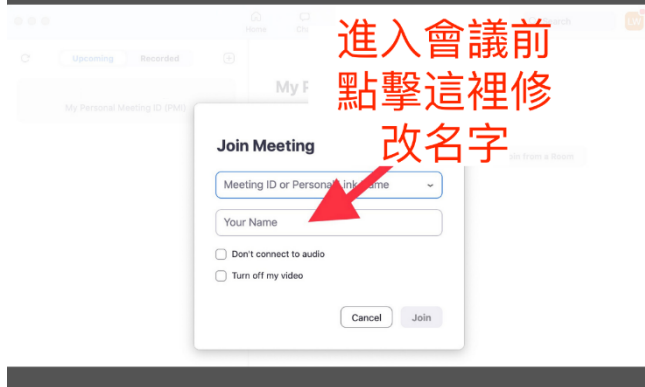 Home
Upcoming Recorded
My Personal Meeting ID (PMI)
進入會議前
點擊這裡修
改名字
Join Meeting
Meeting ID or Personal Link Name
Your Name
Don't connect to audio
Turn off my video
Cancel Join